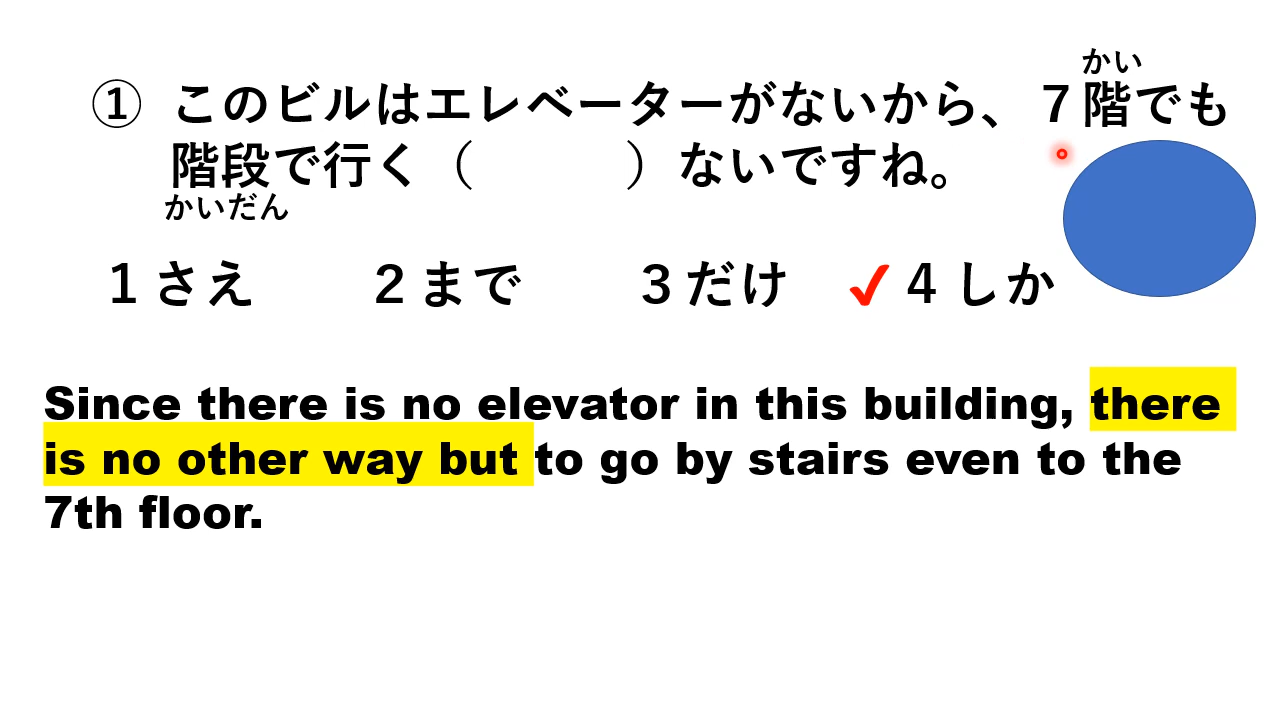 かい
① このビルはエレベーターがないから、７階でも
階段で行く（　　　）ないですね。
かいだん
１さえ　２まで　３だけ　✓４しか
Since there is no elevator in this building, there
is no other way but to go by stairs even to the
7th floor.